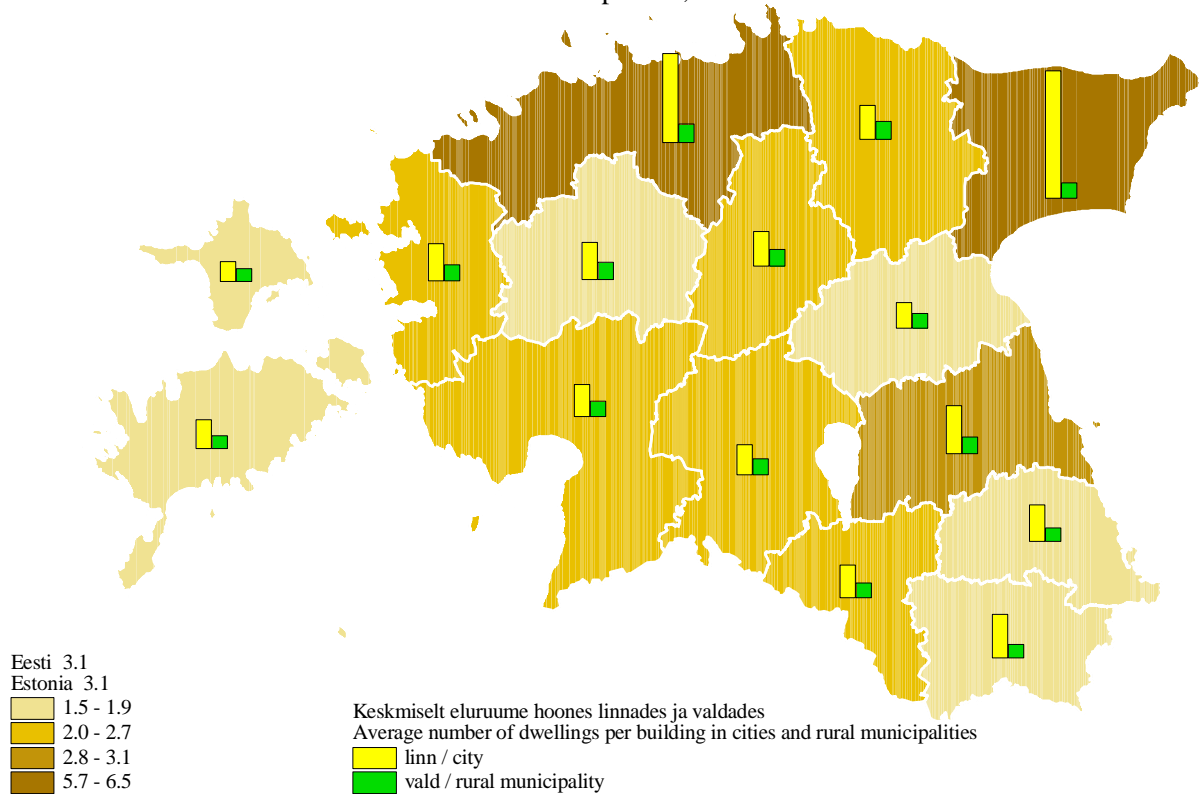 Eesti 3.1
Estonia 3.1
1.5 - 1.9
2.0 - 2.7
2.8 - 3.1
5.7 - 6.5
Keskmiselt eluruume hoones linnades ja valdades
Average number of dwellings per building in cities and rural municipalities
linn / city
vald / rural municipality